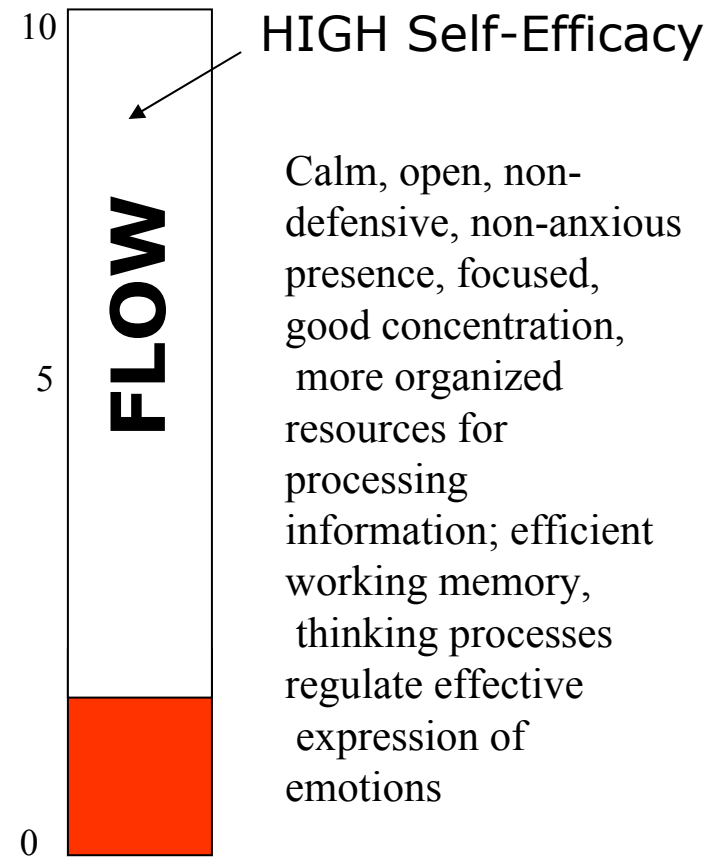 10
HIGH Self-Efficacy
FLOW
Calm, open, non-
defensive, non-anxious
presence, focused,
good concentration,
more organized
resources for
processing
information; efficient
working memory,
thinking processes
regulate effective
expression of
emotions
5
0